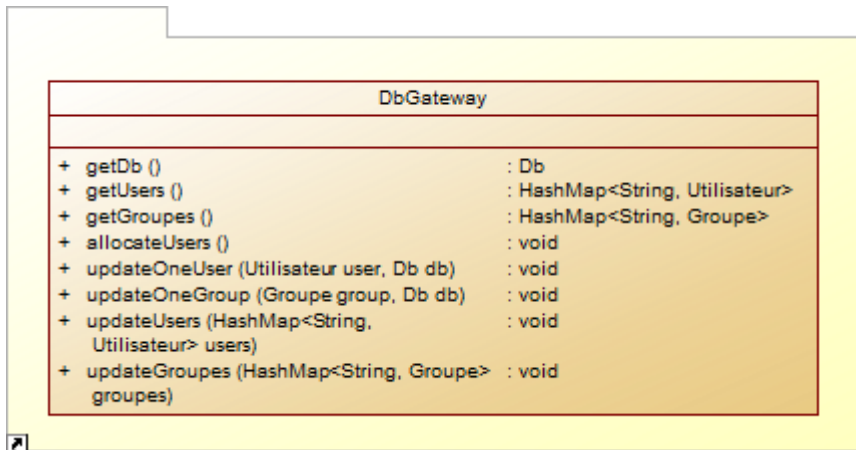 DbGateway
+ getDb () : Db
+ getUsers () : HashMap<String, Utilisateur>
+ getGroupes () : HashMap<String, Groupe>
+ allocateUsers () : void
+ updateOneUser (Utilisateur user, Db db) : void
+ updateOneGroup (Groupe group, Db db) : void
+ updateUsers (HashMap<String, : void
Utilisateur> users)
+ updateGroupes (HashMap<String, Groupe> : void
groupes)